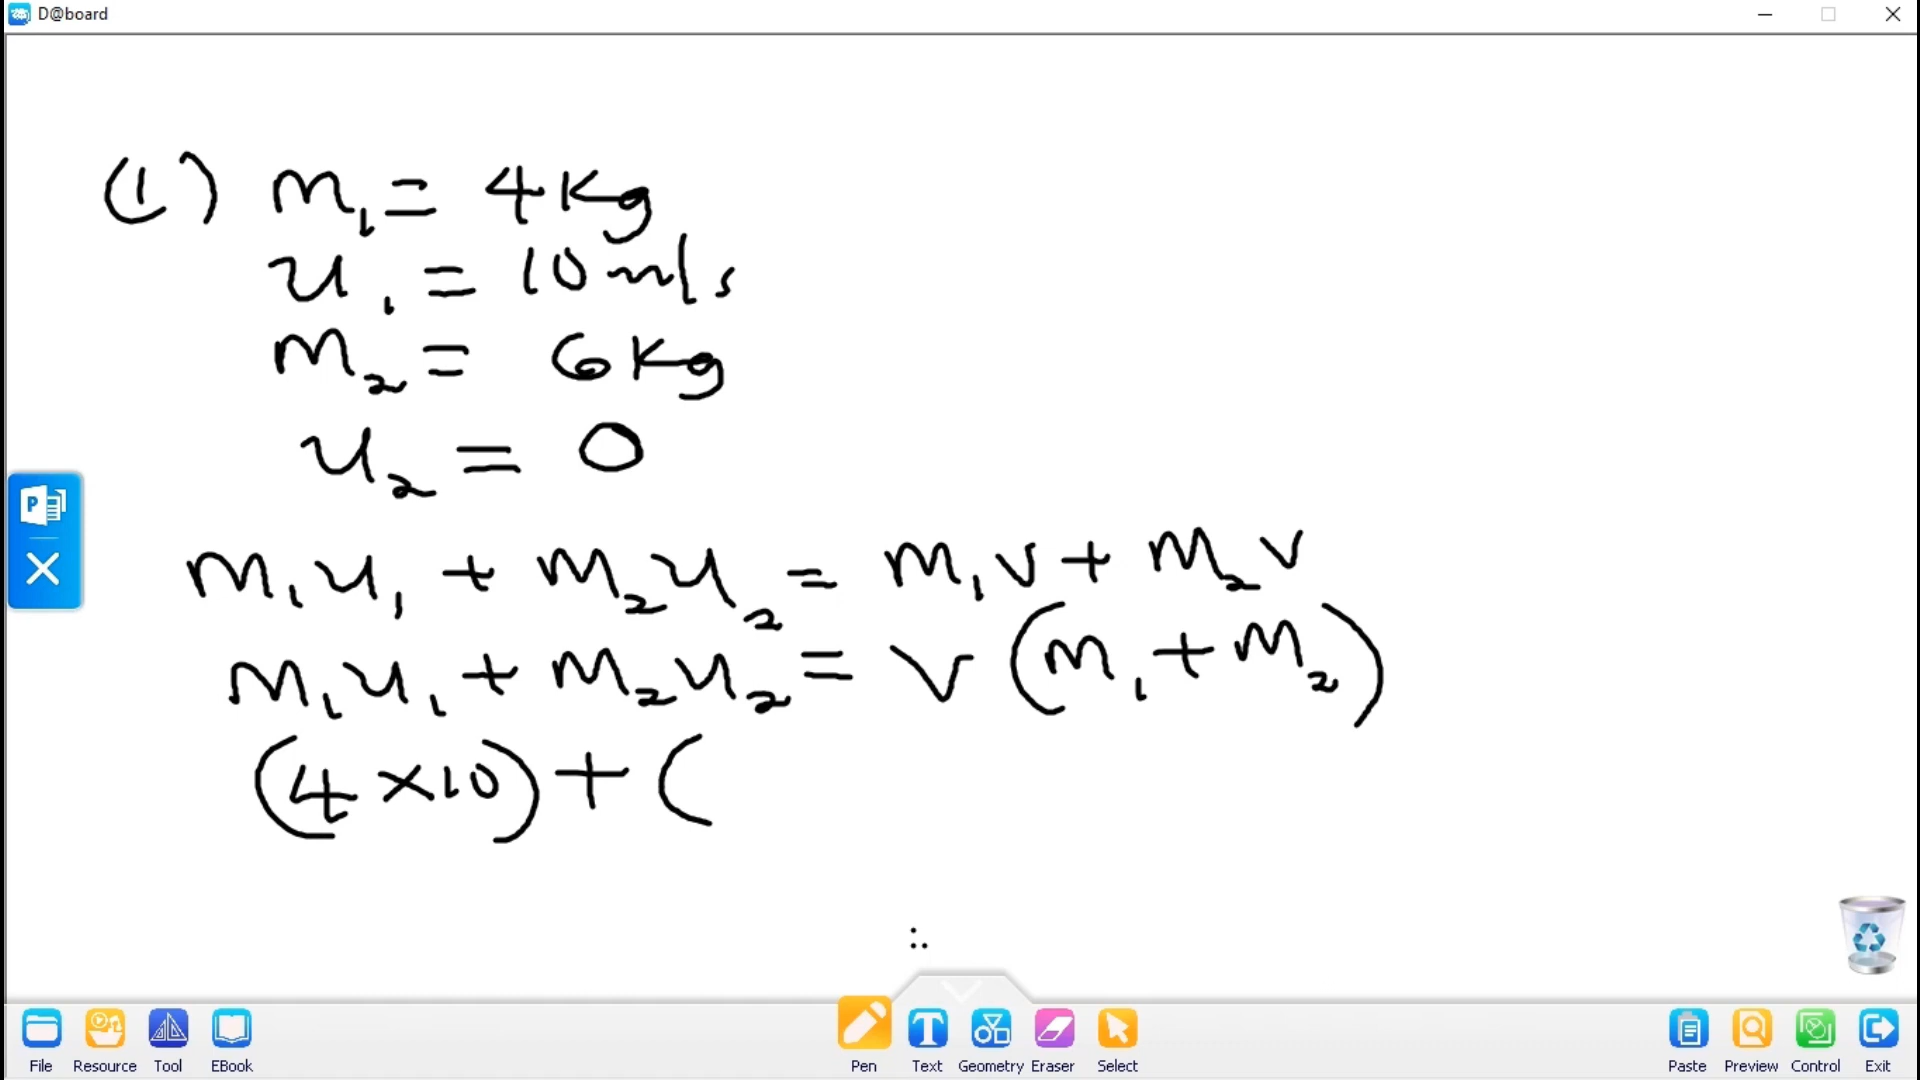 D@board
(1) m₁ = 4Kg
u₁ = 10m/s
m₂ = 6Kg
u₂ = 0
m₁u₁ + m₂u₂ = m₁v + m₂v
m₁u₁ + m₂u₂ = v (m₁ + m₂)
(4 × 10) + (
File Resource Tool EBook Pen Text Geometry Eraser Select Paste Preview Control Exit